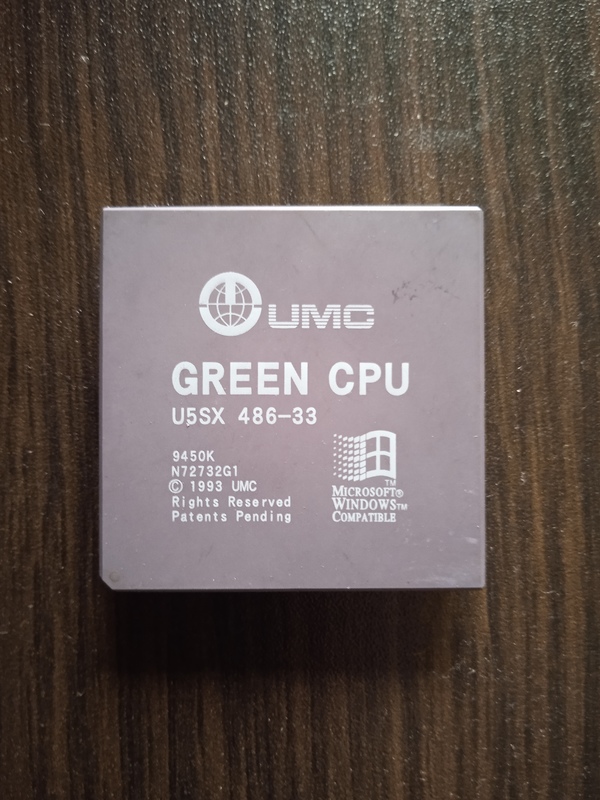 UMC
GREEN CPU
U5SX 486-33
9450K
N72732G1
© 1993 UMC
Rights Reserved
Patents Pending
TM
MICROSOFT®
WINDOWS™
COMPATIBLE